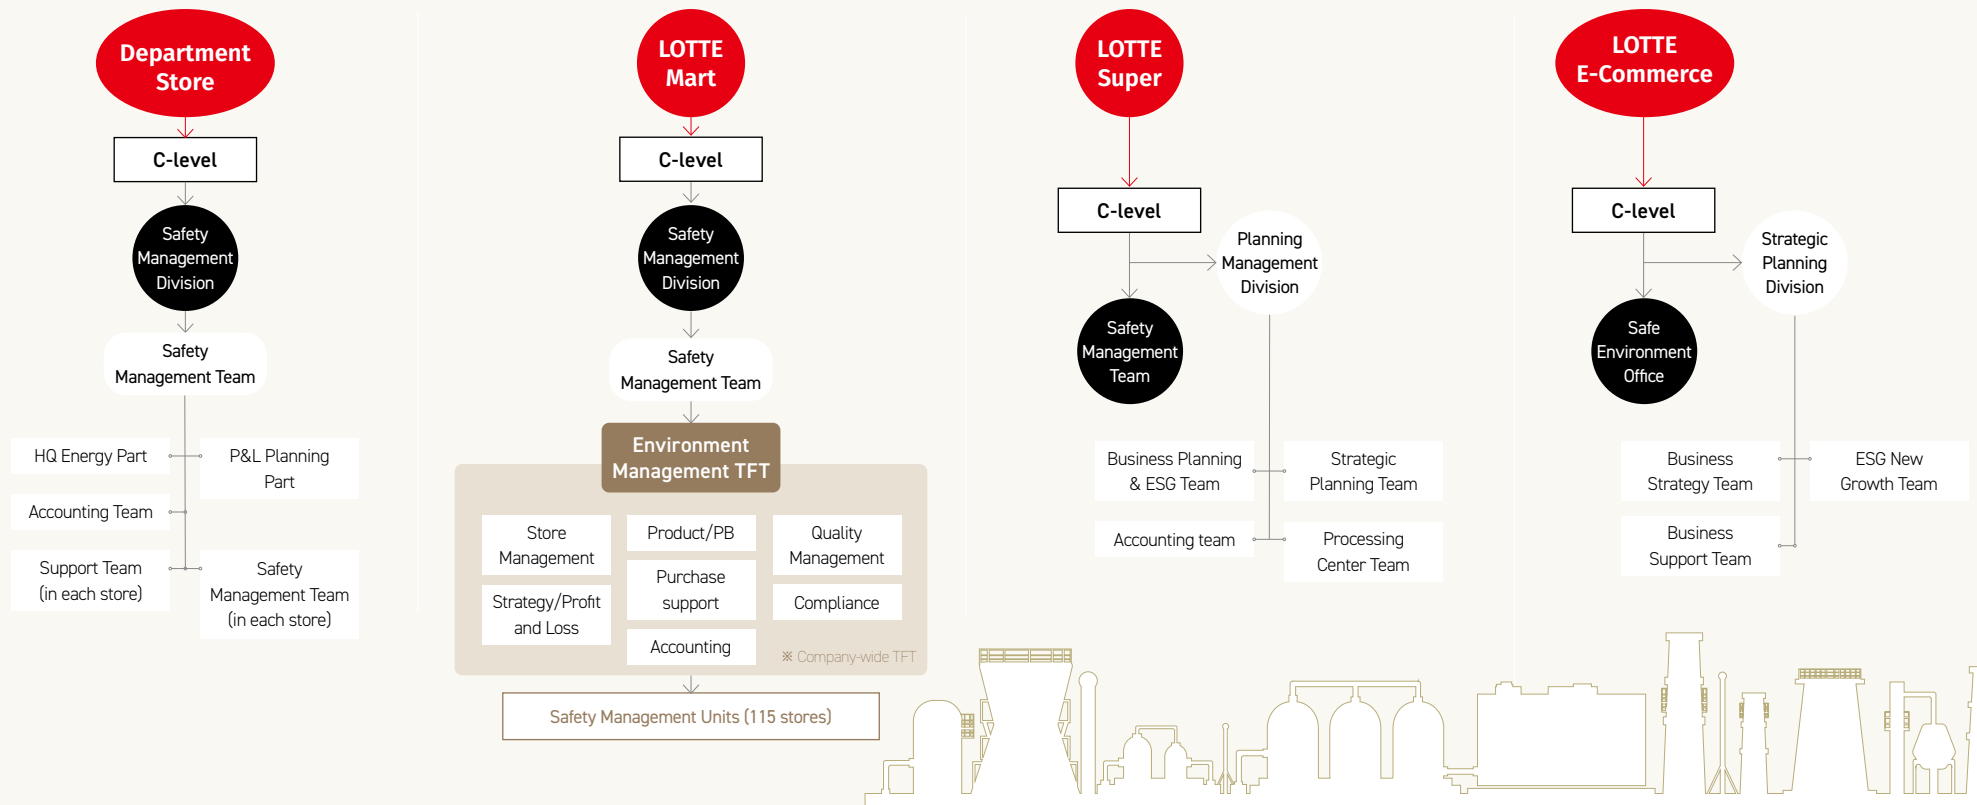 Department
Store
C-level
Safety
Management
Division
Safety
Management Team
HQ Energy Part
P&L Planning
Part
Accounting Team
Support Team
(in each store)
Safety
Management Team
(in each store)
LOTTE
Mart
C-level
Safety
Management
Division
Safety
Management Team
Environment
Management TFT
Store
Management
Product/PB
Quality
Management
Strategy/Profit
and Loss
Purchase
support
Compliance
Accounting
※ Company-wide TFT
Safety Management Units (115 stores)
LOTTE
Super
C-level
Planning
Management
Division
Safety
Management
Team
Business Planning
& ESG Team
Strategic
Planning Team
Accounting team
Processing
Center Team
LOTTE
E-Commerce
C-level
Strategic
Planning
Division
Safe
Environment
Office
Business
Strategy Team
ESG New
Growth Team
Business
Support Team